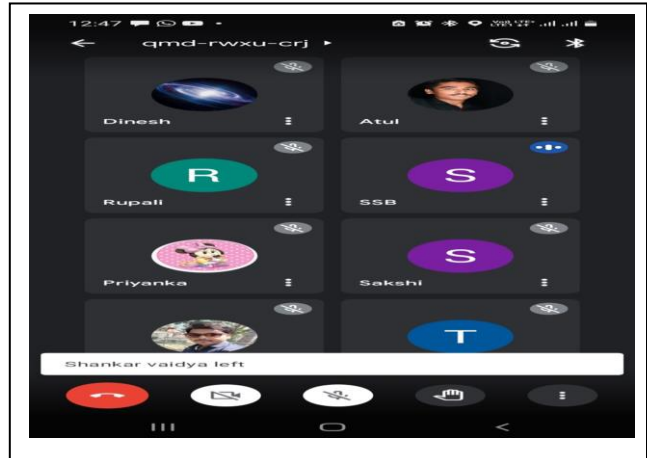 12:47
qmd-rwxu-crj
Dinesh Atul
R S
Rupali SSB
S
Priyanka Sakshi
T
Shankar vaidya left